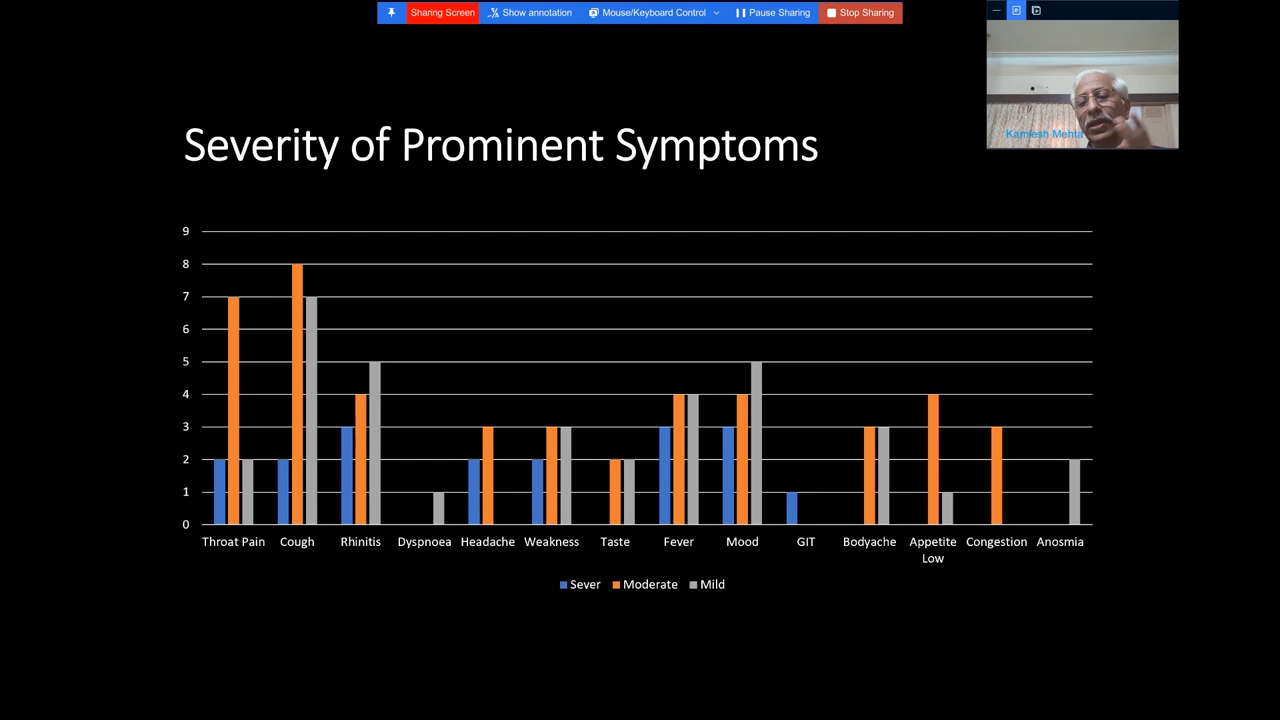 Sharing Screen Show annotation Mouse/Keyboard Control Pause Sharing Stop Sharing
Kamlesh Mehta
Severity of Prominent Symptoms
9
8
7
6
5
4
3
2
1
0
Throat Pain Cough Rhinitis Dyspnoea Headache Weakness Taste Fever Mood GIT Bodyache Appetite Low Congestion Anosmia
Sever Moderate Mild